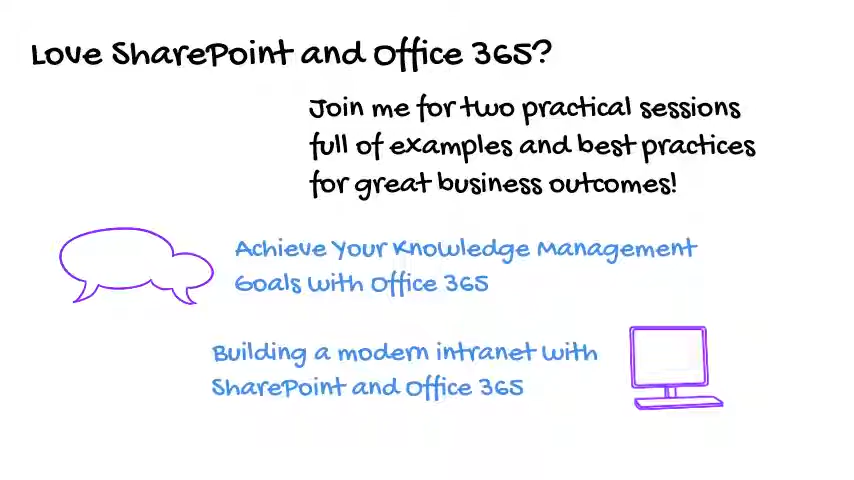 Love SharePoint and Office 365?
Join me for two practical sessions
full of examples and best practices
for great business outcomes!
Achieve Your Knowledge Management
Goals with Office 365
Building a modern intranet with
SharePoint and Office 365